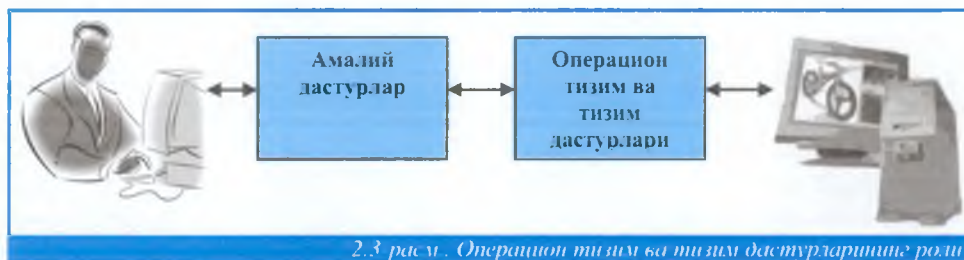 Амалий
дастурлар
Операцион
тизим ва
тизим
дастурлари
2.3-расм. Операцион тизим ва тизим дастурларининг роли